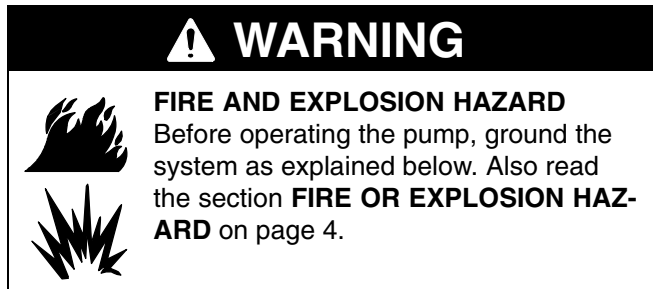 WARNING
FIRE AND EXPLOSION HAZARD
Before operating the pump, ground the
system as explained below. Also read
the section FIRE OR EXPLOSION HAZ-
ARD on page 4.